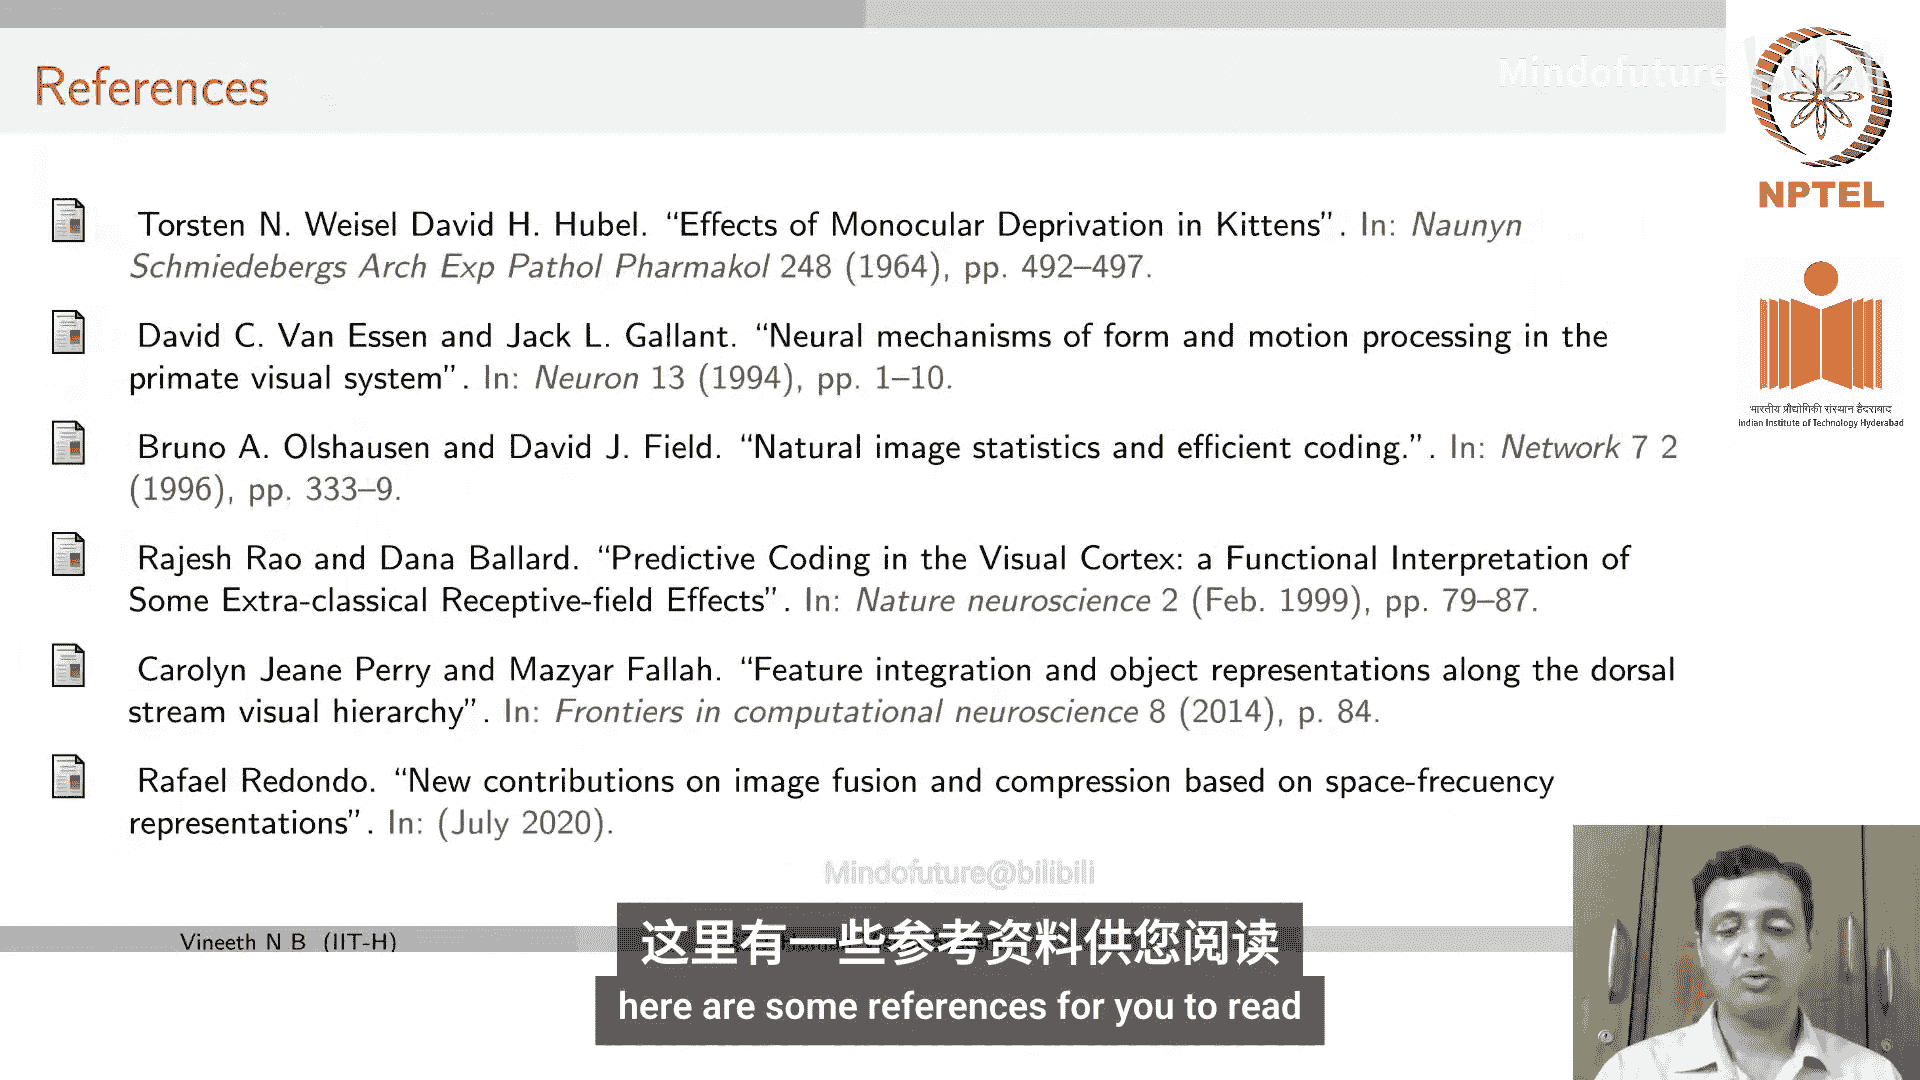 References
Mindofuture
NPTEL
Torsten N. Weisel David H. Hubel. “Effects of Monocular Deprivation in Kittens”. In: Naunyn
Schmiedebergs Arch Exp Pathol Pharmakol 248 (1964), pp. 492–497.
David C. Van Essen and Jack L. Gallant. “Neural mechanisms of form and motion processing in the
primate visual system”. In: Neuron 13 (1994), pp. 1–10.
भारतीय प्रौद्योगिकी संस्थान हैदराबाद
Indian Institute of Technology Hyderabad
Bruno A. Olshausen and David J. Field. “Natural image statistics and efficient coding.”. In: Network 7 2
(1996), pp. 333–9.
Rajesh Rao and Dana Ballard. “Predictive Coding in the Visual Cortex: a Functional Interpretation of
Some Extra-classical Receptive-field Effects”. In: Nature neuroscience 2 (Feb. 1999), pp. 79–87.
Carolyn Jeane Perry and Mazyar Fallah. “Feature integration and object representations along the dorsal
stream visual hierarchy”. In: Frontiers in computational neuroscience 8 (2014), p. 84.
Rafael Redondo. “New contributions on image fusion and compression based on space-frecuency
representations”. In: (July 2020).
Mindofuture@bilibili
Vineeth N B (IIT-H)
这里有一些参考资料供您阅读
here are some references for you to read